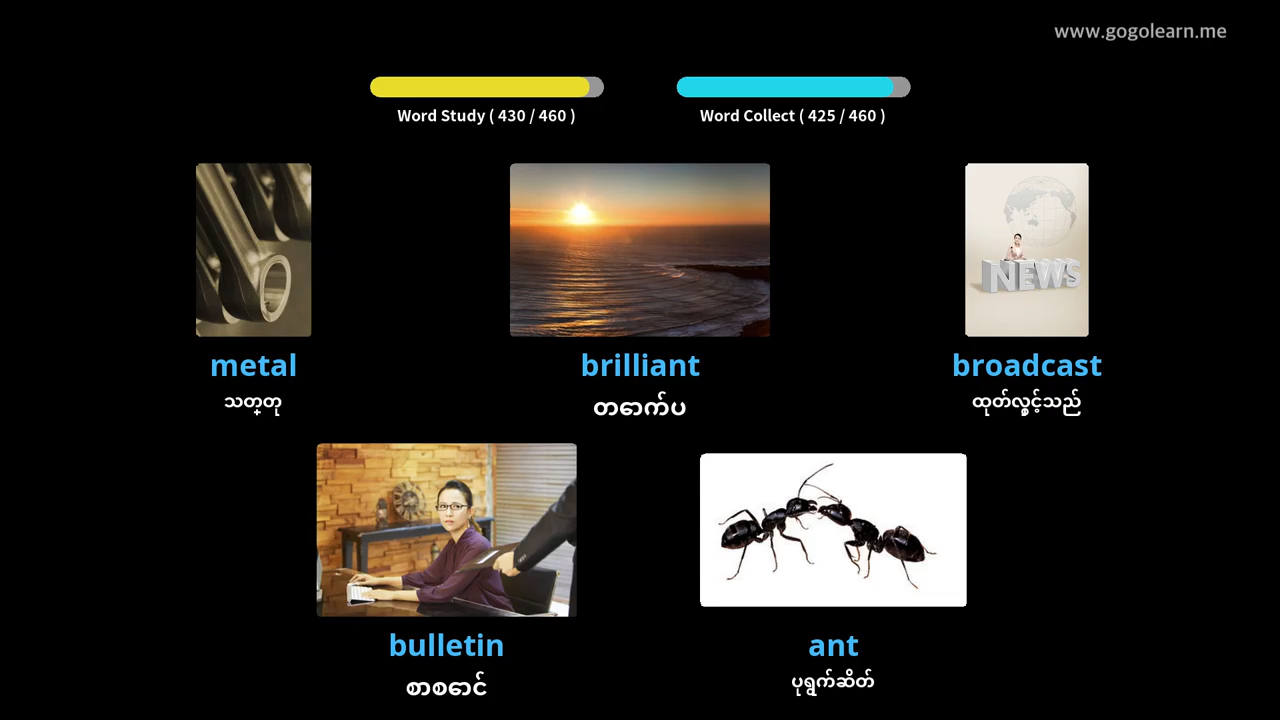 www.gogolearn.me
Word Study ( 430 / 460 )
Word Collect ( 425 / 460 )
metal
brilliant
broadcast
သတ္တု
တစောက်ပ
ထုတ်လွှင့်သည်
bulletin
ant
စာစောင်
ပုရွက်ဆိတ်
NEWS